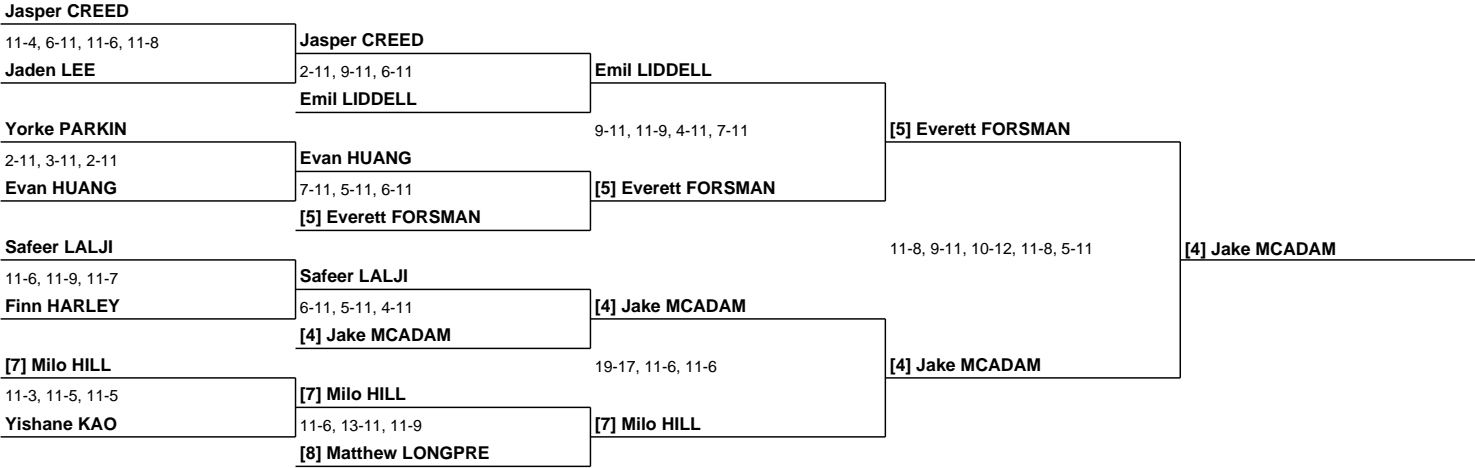 Jasper CREED
11-4, 6-11, 11-6, 11-8
Jaden LEE
Yorke PARKIN
2-11, 3-11, 2-11
Evan HUANG
Safeer LALJI
11-6, 11-9, 11-7
Finn HARLEY
[7] Milo HILL
11-3, 11-5, 11-5
Yishane KAO
Jasper CREED
2-11, 9-11, 6-11
Emil LIDDELL
Evan HUANG
7-11, 5-11, 6-11
[5] Everett FORSMAN
Safeer LALJI
6-11, 5-11, 4-11
[4] Jake MCADAM
[7] Milo HILL
11-6, 13-11, 11-9
[8] Matthew LONGPRE
Emil LIDDELL
9-11, 11-9, 4-11, 7-11
[5] Everett FORSMAN
[4] Jake MCADAM
19-17, 11-6, 11-6
[7] Milo HILL
[5] Everett FORSMAN
11-8, 9-11, 10-12, 11-8, 5-11
[4] Jake MCADAM
[4] Jake MCADAM